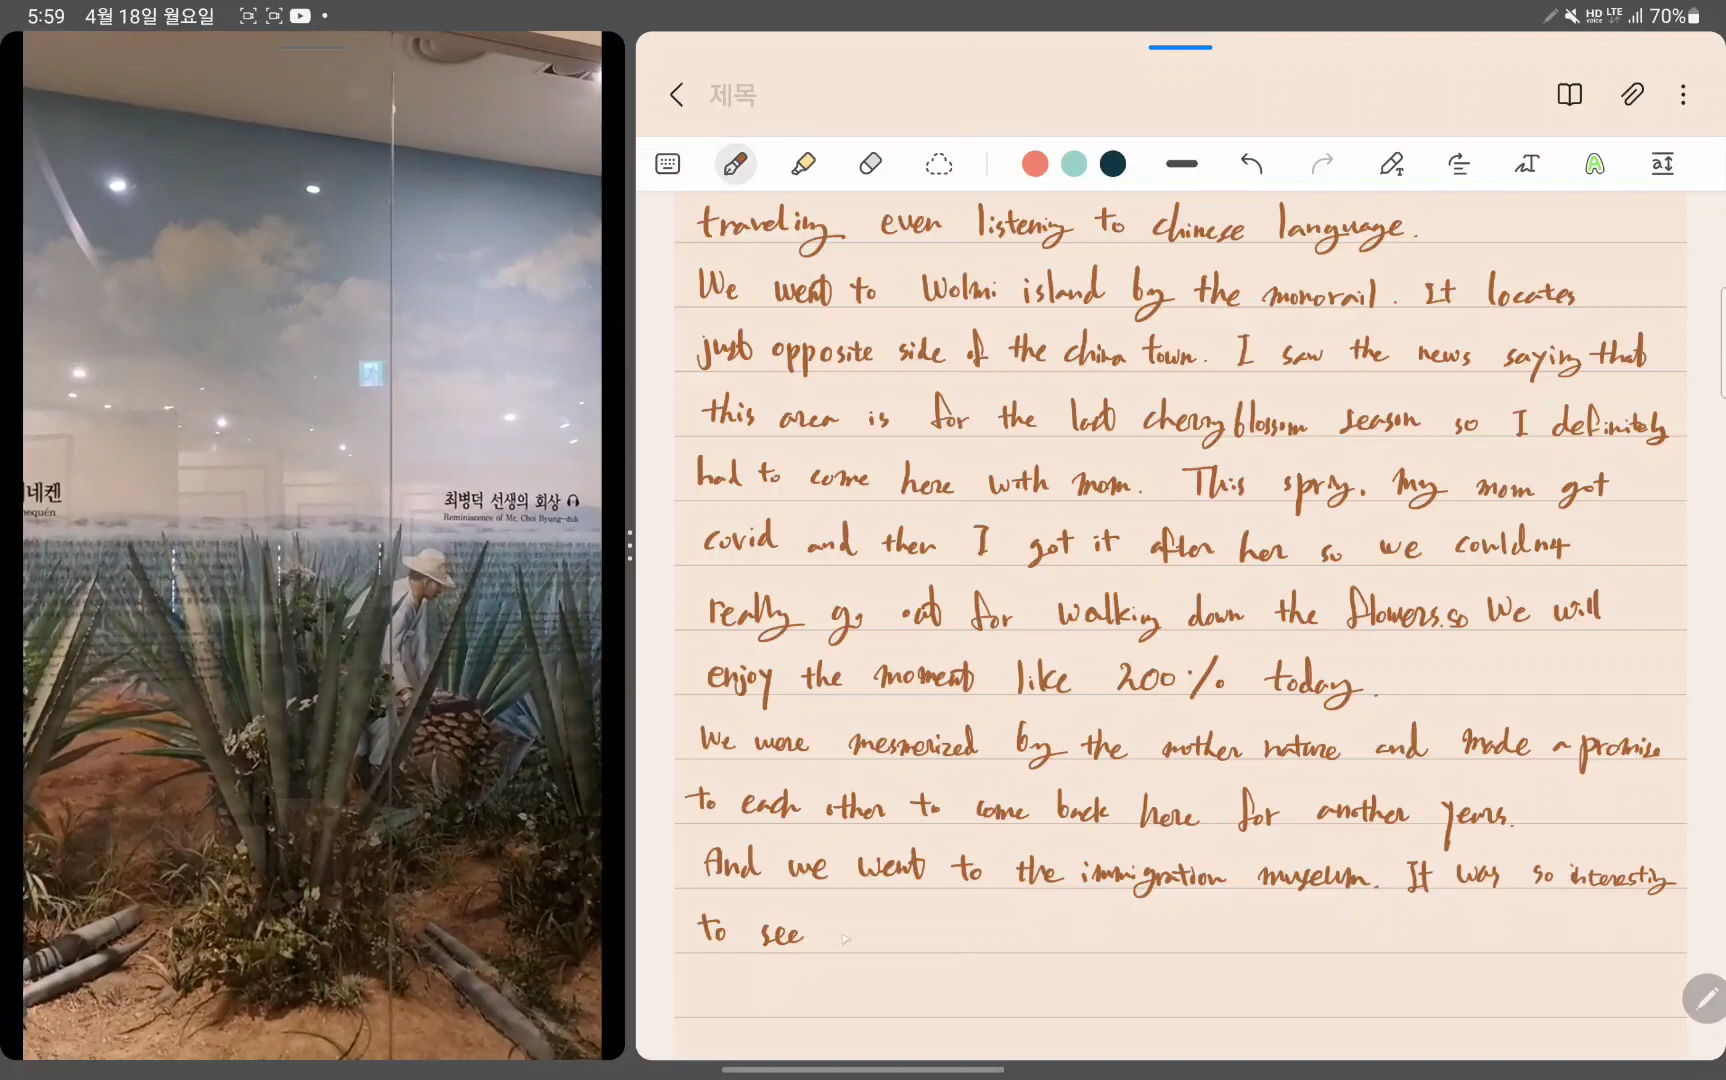 5:59 4월 18일 월요일
HD voice LTE 70%
네켄
equén
최병덕 선생의 회상
Reminiscence of Mr. Choi Byung-duk
제목
traveling even listening to chinese language.
We went to Wolmi island by the monorail. It locates
just opposite side of the china town. I saw the news saying that
this area is for the last cherry blossom season so I definitely
had to come here with mom. This spriy, my mom got
covid and then I got it after her so we couldn't
really go out for walking down the flowers. so We will
enjoy the moment like 200% today.
We were mesmerized by the mother nature and made a promise
to each other to come back here for another years.
And we went to the immigration museum. It was so interesting
to see